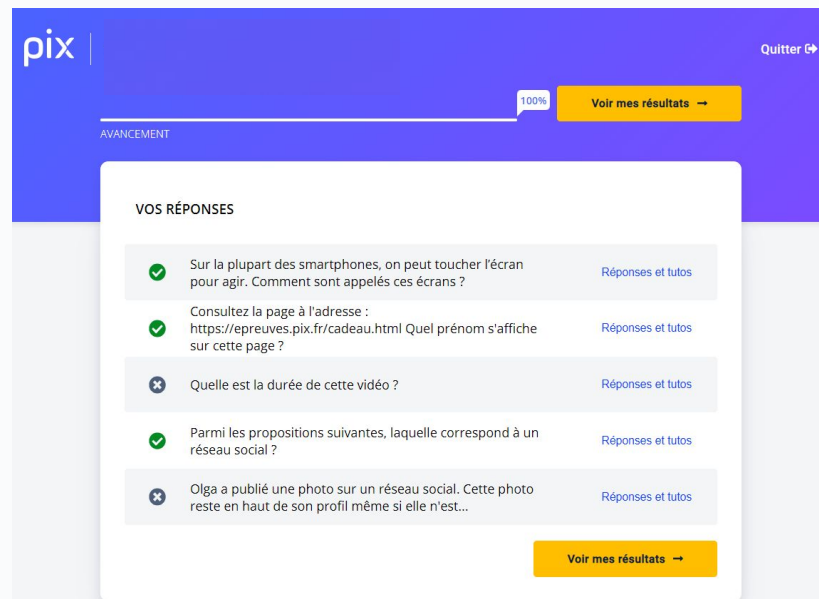 pix
Quitter
100%
Voir mes résultats →
AVANCEMENT
VOS RÉPONSES
Sur la plupart des smartphones, on peut toucher l'écran
pour agir. Comment sont appelés ces écrans ?
Réponses et tutos
Consultez la page à l'adresse :
https://epreuves.pix.fr/cadeau.html Quel prénom s'affiche
sur cette page ?
Réponses et tutos
Quelle est la durée de cette vidéo ?
Réponses et tutos
Parmi les propositions suivantes, laquelle correspond à un
réseau social ?
Réponses et tutos
Olga a publié une photo sur un réseau social. Cette photo
reste en haut de son profil même si elle n'est...
Réponses et tutos
Voir mes résultats →